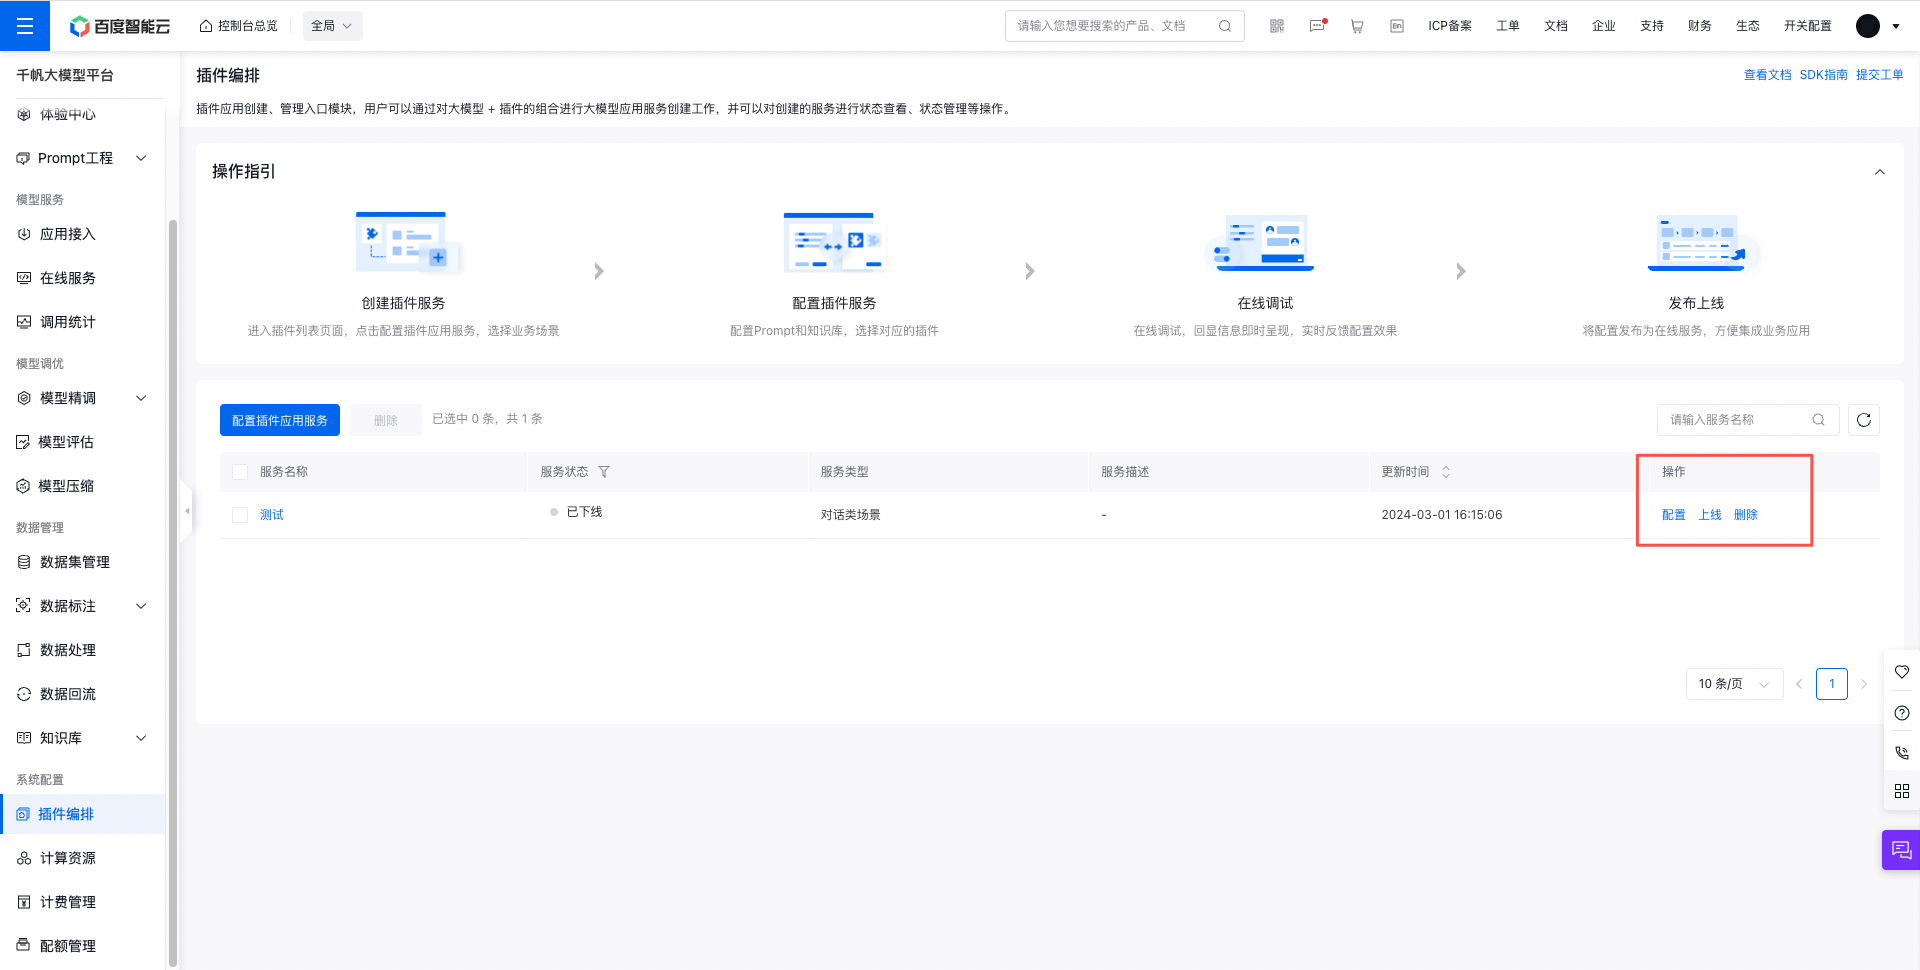 百度智能云
控制台总览
全局
请输入您想要搜索的产品、文档
En
ICP备案
工单
文档
企业
支持
财务
生态
开关配置
千帆大模型平台
体验中心
Prompt工程
模型服务
应用接入
在线服务
调用统计
模型调优
模型精调
模型评估
模型压缩
数据管理
数据集管理
数据标注
数据处理
数据回流
知识库
系统配置
插件编排
计算资源
计费管理
配额管理
插件编排
查看文档 SDK指南 提交工单
插件应用创建、管理入口模块，用户可以通过对大模型 + 插件的组合进行大模型应用服务创建工作，并可以对创建的服务进行状态查看、状态管理等操作。
操作指引
创建插件服务
进入插件列表页面，点击配置插件应用服务，选择业务场景
配置插件服务
配置Prompt和知识库，选择对应的插件
在线调试
在线调试，回显信息即时呈现，实时反馈配置效果
发布上线
将配置发布为在线服务，方便集成业务应用
配置插件应用服务
删除
已选中 0 条，共 1 条
请输入服务名称
服务名称 服务状态 服务类型 服务描述 更新时间 操作
测试 已下线 对话类场景 - 2024-03-01 16:15:06 配置 上线 删除
10 条/页
1